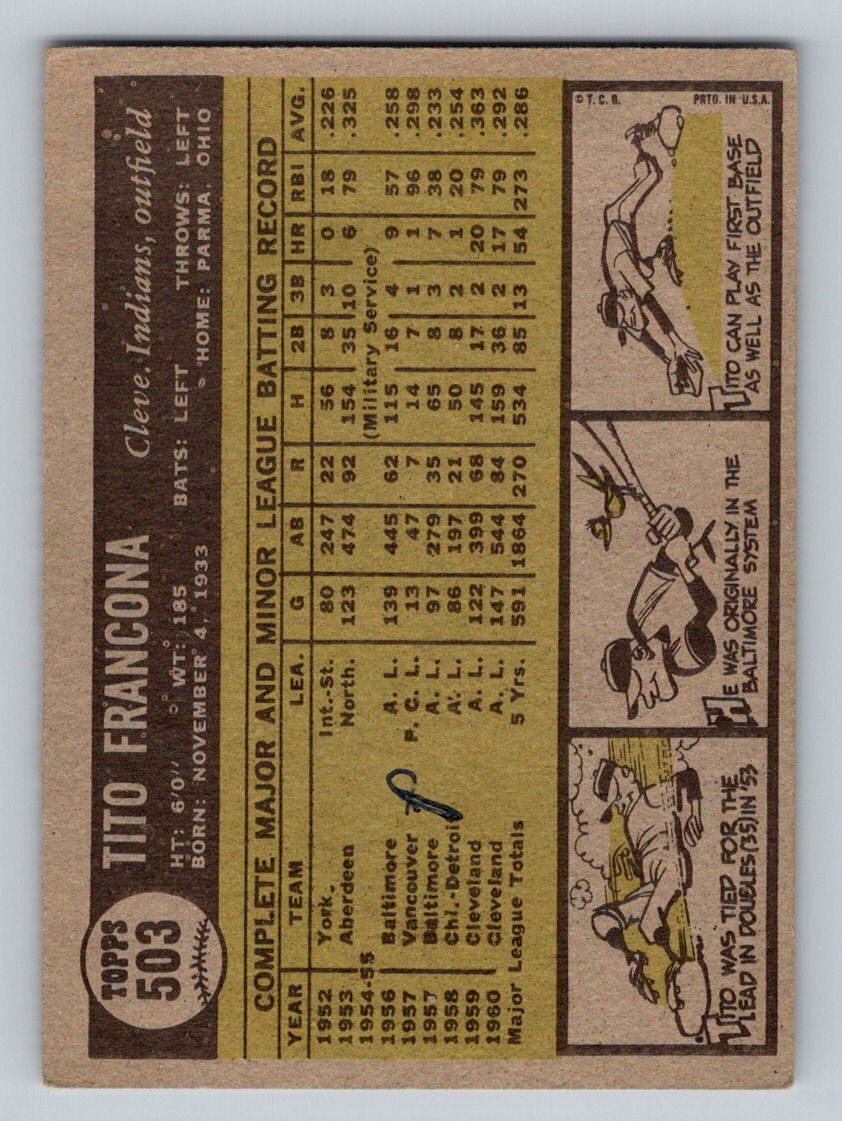 TOPPS
503
TITO FRANCONA Cleve. Indians, outfield
HT: 6'0" WT: 185 BATS: LEFT THROWS: LEFT
BORN: NOVEMBER 4, 1933 HOME: PARMA, OHIO
COMPLETE MAJOR AND MINOR LEAGUE BATTING RECORD
YEAR TEAM LEA. G AB R H 2B 3B HR RBI AVG.
1952 York Int.-St. 80 247 22 56 8 3 0 18 .226
1953 Aberdeen North. 123 474 92 154 35 10 6 79 .325
1954-55 (Military Service)
1956 Baltimore A. L. 139 445 62 115 16 4 9 57 .258
1957 Vancouver P. C. L. 13 47 7 14 7 1 1 96 .298
1957 Baltimore A. L. 97 279 35 65 8 3 7 38 .233
1958 Chi.-Detroit A. L. 86 197 21 50 8 2 1 20 .254
1959 Cleveland A. L. 122 399 68 145 17 2 20 79 .363
1960 Cleveland A. L. 147 544 84 159 36 2 17 79 .292
Major League Totals 5 Yrs. 591 1864 270 534 85 13 54 273 .286
TITO WAS TIED FOR THE
LEAD IN DOUBLES (35) IN '53
HE WAS ORIGINALLY IN THE
BALTIMORE SYSTEM
TITO CAN PLAY FIRST BASE
AS WELL AS THE OUTFIELD
© T. C. G. PRTD. IN U.S.A.